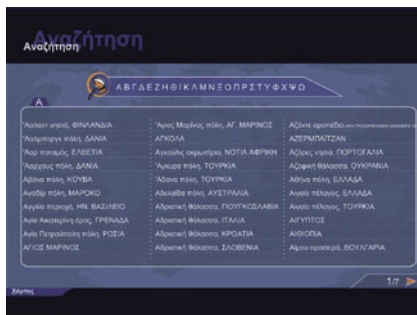 Αναζήτηση
Αναζήτηση
ΑΒΓΔΕΖΗΘΙΚΛΜΝΞΟΠΡΣΤΥΦΧΨΩ
Α
Άαλαντ νησιά, ΦΙΝΛΑΝΔΙΑ
Άαλμποργκ πόλη, ΔΑΝΙΑ
Άαρ ποταμός, ΕΛΒΕΤΙΑ
Άαρχους πόλη, ΔΑΝΙΑ
Αβάνα πόλη, ΚΟΥΒΑ
Αγαδίρ πόλη, ΜΑΡΟΚΟ
Αγγλία περιοχή, ΗΝ. ΒΑΣΙΛΕΙΟ
Αγία Αικατερίνη όρος, ΓΡΕΝΑΔΑ
Αγία Πετρούπολη πόλη, ΡΩΣΙΑ
ΑΓΙΟΣ ΜΑΡΙΝΟΣ
Άγιος Μαρίνος πόλη, ΑΓ. ΜΑΡΙΝΟΣ
ΑΓΚΟΛΑ
Αγκούλας ακρωτήριο, ΝΟΤΙΑ ΑΦΡΙΚΗ
Άγκυρα πόλη, ΤΟΥΡΚΙΑ
Άδανα πόλη, ΤΟΥΡΚΙΑ
Αδελαΐδα πόλη, ΑΥΣΤΡΑΛΙΑ
Αδριατική θάλασσα, ΓΙΟΥΓΚΟΣΛΑΒΙΑ
Αδριατική θάλασσα, ΙΤΑΛΙΑ
Αδριατική θάλασσα, ΚΡΟΑΤΙΑ
Αδριατική θάλασσα, ΣΛΟΒΕΝΙΑ
Αζάντε οροπέδιο,
ΑΖΕΡΜΠΑΪΤΖΑΝ
Αζόρες νησιά, ΠΟΡΤΟΓΑΛΙΑ
Αζοφική θάλασσα, ΟΥΚΡΑΝΙΑ
Αθήνα πόλη, ΕΛΛΑΔΑ
Αιγαίο πέλαγος, ΕΛΛΑΔΑ
Αιγαίο πέλαγος, ΤΟΥΡΚΙΑ
ΑΙΓΥΠΤΟΣ
ΑΙΘΙΟΠΙΑ
Αίμου οροσειρά, ΒΟΥΛΓΑΡΙΑ
1/7
Χάρτης